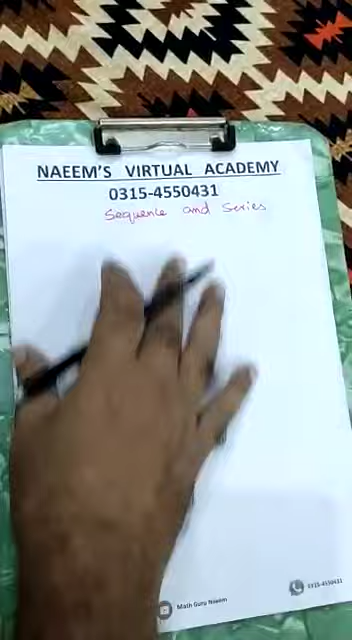 NAEEM'S VIRTUAL ACADEMY
0315-4550431
Sequence and Series
Math Guru Naeem
0315-4550431